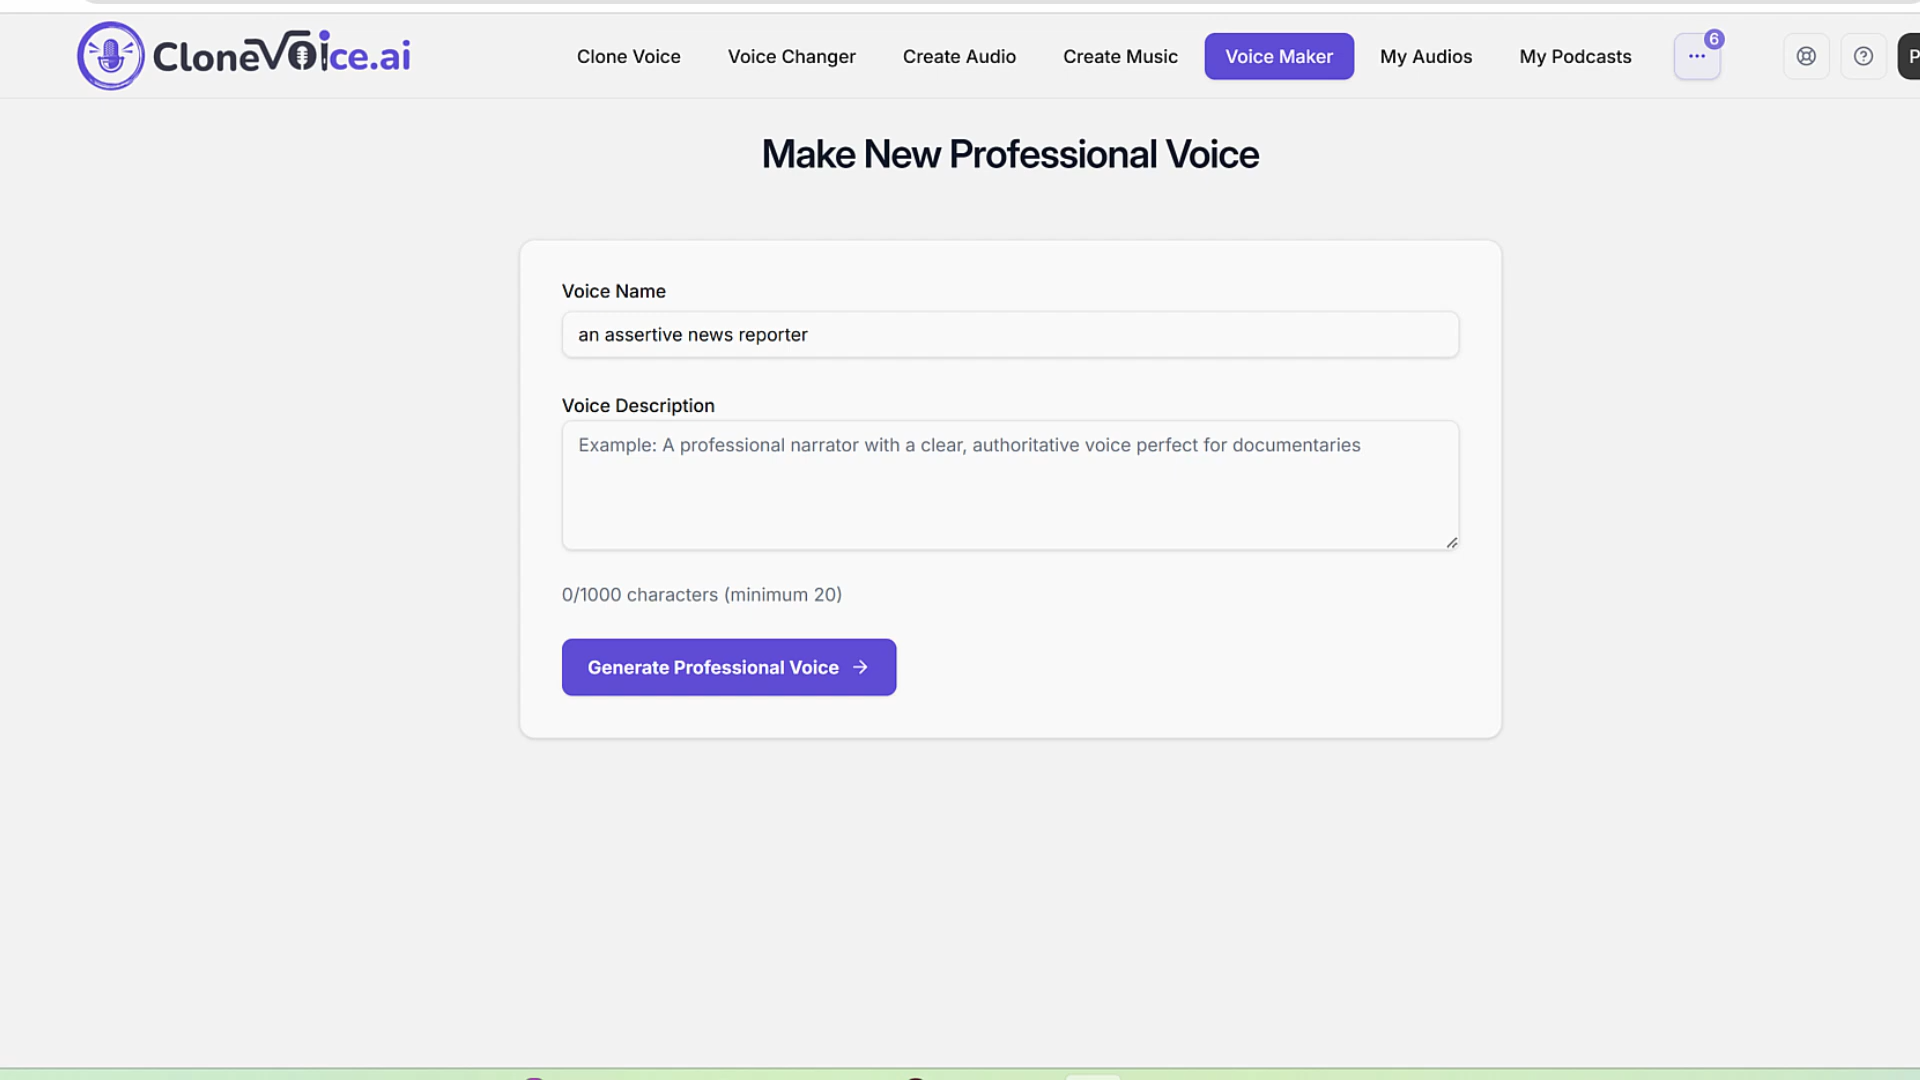 CloneVoice.ai
Clone Voice
Voice Changer
Create Audio
Create Music
Voice Maker
My Audios
My Podcasts
6
Make New Professional Voice
Voice Name
an assertive news reporter
Voice Description
Example: A professional narrator with a clear, authoritative voice perfect for documentaries
0/1000 characters (minimum 20)
Generate Professional Voice →